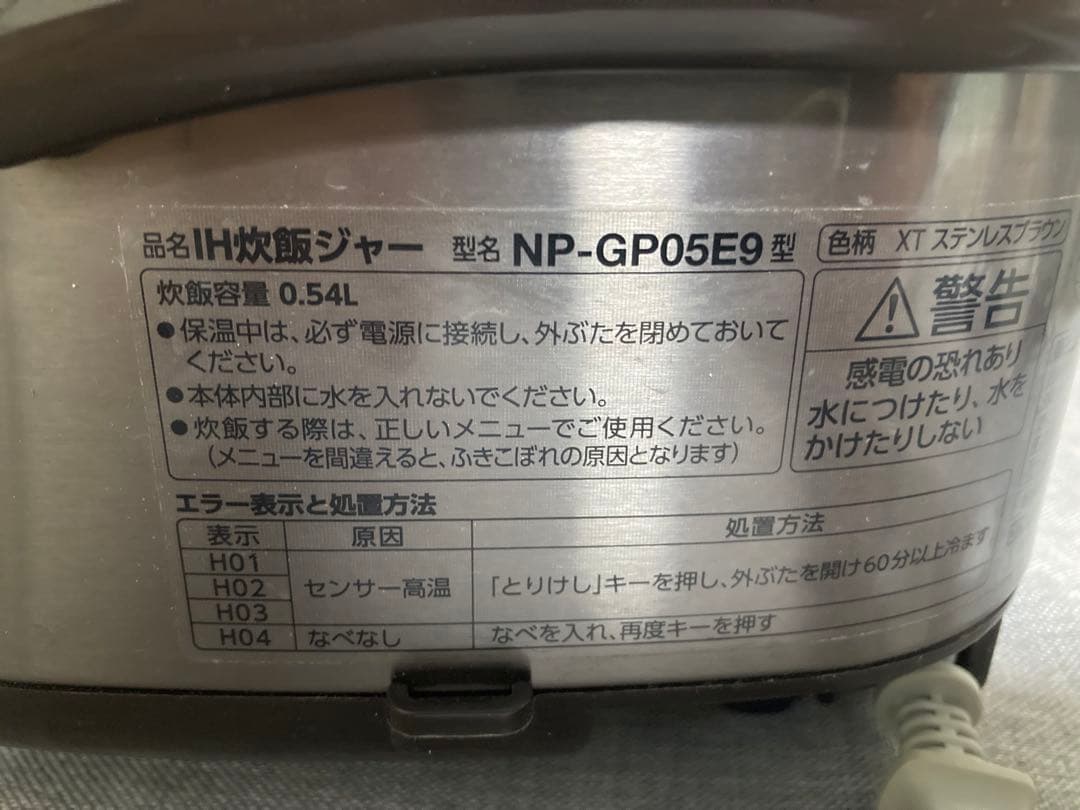 品名 IH炊飯ジャー 型名 NP-GP05E9型 色柄 XT ステンレスブラウン
炊飯容量 0.54L
●保温中は、必ず電源に接続し、外ぶたを閉めておいて
ください。
●本体内部に水を入れないでください。
●炊飯する際は、正しいメニューでご使用ください。
(メニューを間違えると、ふきこぼれの原因となります)
警告
感電の恐れあり
水につけたり、水を
かけたりしない
エラー表示と処置方法
表示 原因 処置方法
H01
H02 センサー高温 「とりけし」キーを押し、外ぶたを開け60分以上冷ます
H03
H04 なべなし なべを入れ、再度キーを押す